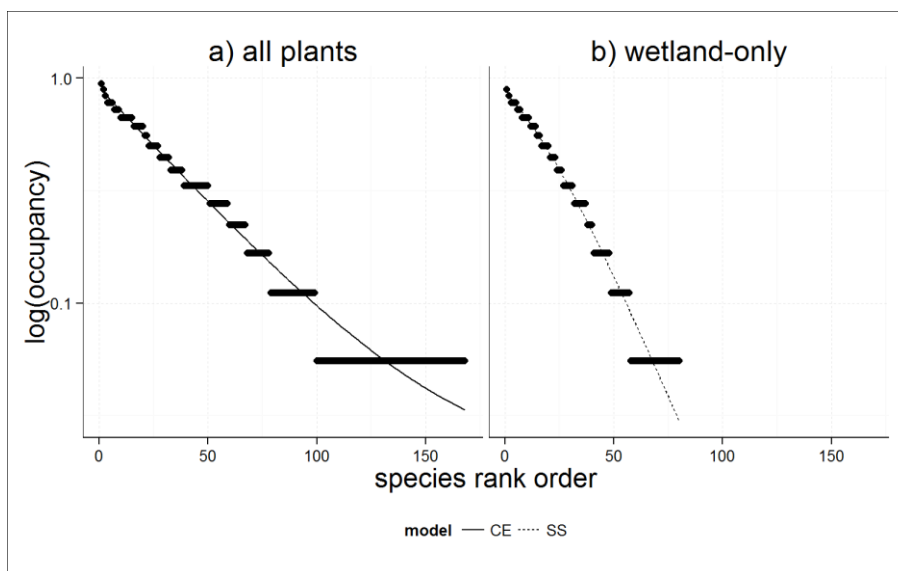 a) all plants
b) wetland-only
1.0
0.1
log(occupancy)
0 50 100 150
0 50 100 150
species rank order
model CE SS